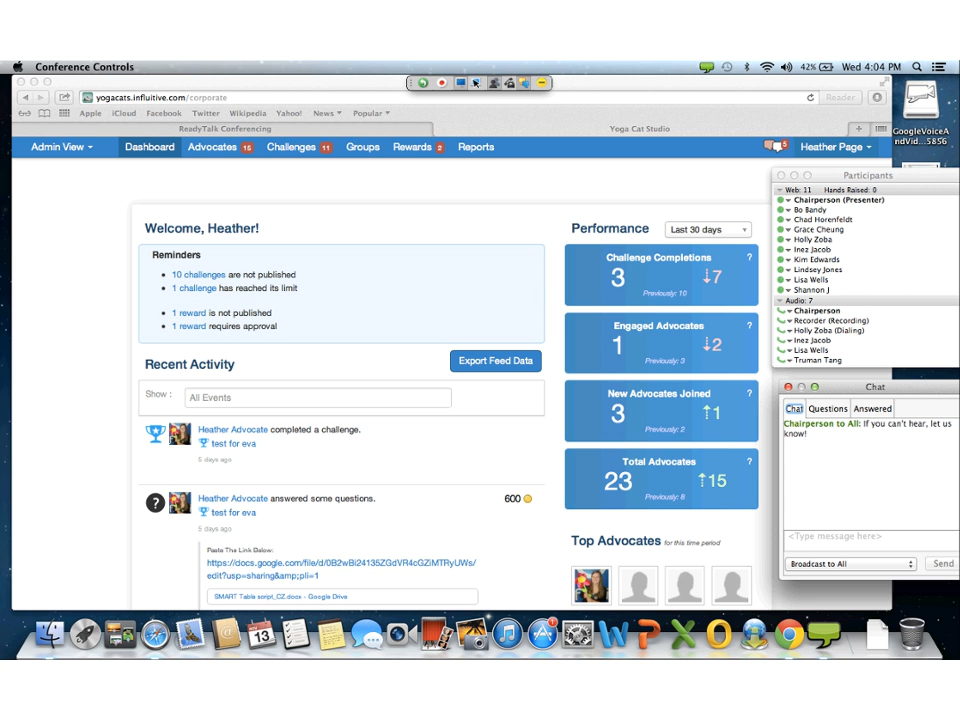 Conference Controls
42%
Wed 4:04 PM
yogacats.influitive.com/corporate
Reader
Apple iCloud Facebook Twitter Wikipedia Yahoo! News Popular
ReadyTalk Conferencing
Yoga Cat Studio
GoogleVoiceA
ndVid...5856
Admin View
Dashboard
Advocates 15
Challenges 11
Groups
Rewards 2
Reports
5
Heather Page
Welcome, Heather!
Reminders
• 10 challenges are not published
• 1 challenge has reached its limit
• 1 reward is not published
• 1 reward requires approval
Recent Activity
Export Feed Data
Show :
All Events
Heather Advocate completed a challenge.
test for eva
5 days ago
?
Heather Advocate answered some questions.
600
test for eva
5 days ago
Paste The Link Below:
https://docs.google.com/file/d/0B2wBi24135ZGdVR4cGZiMTRyUWs/
edit?usp=sharing&amp;pli=1
SMART Table script_CZ.docx - Google Drive
Performance
Last 30 days
Challenge Completions
?
3
↓7
Previously: 10
Engaged Advocates
?
1
↓2
Previously: 3
New Advocates Joined
?
3
↑1
Previously: 2
Total Advocates
?
23
↑15
Previously: 8
Top Advocates for this time period
Participants
Web: 11 Hands Raised: 0
Chairperson (Presenter)
Bo Bandy
Chad Horenfeldt
Grace Cheung
Holly Zoba
Inez Jacob
Kim Edwards
Lindsey Jones
Lisa Wells
Shannon J
Audio: 7
Chairperson
Recorder (Recording)
Holly Zoba (Dialing)
Inez Jacob
Lisa Wells
Truman Tang
Chat
Chat
Questions
Answered
Chairperson to All: If you can't hear, let us
know!
<Type message here>
Broadcast to All
Send
13
1
W P X O